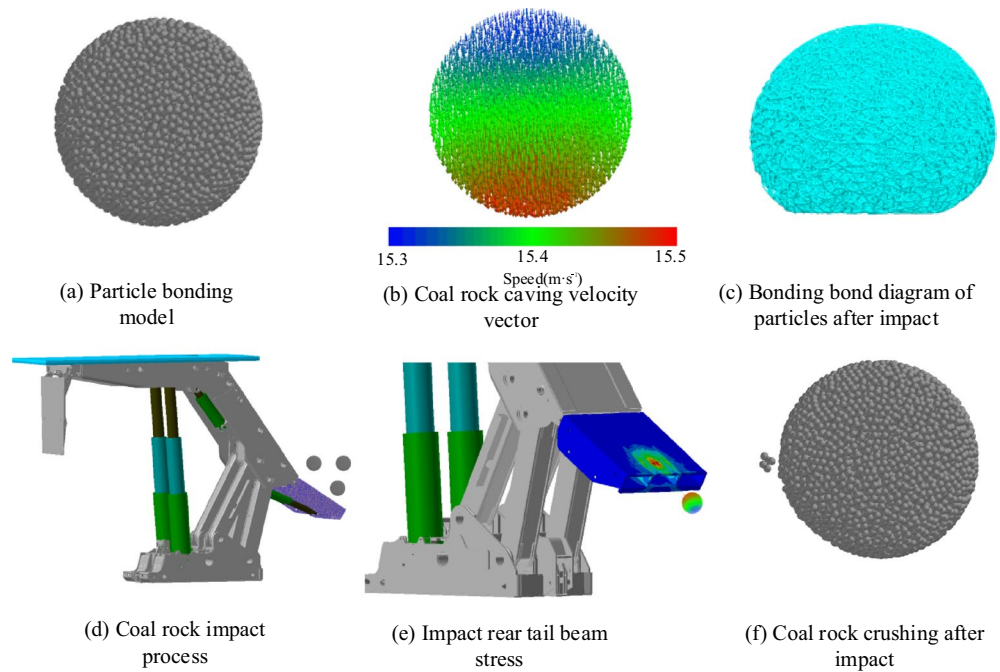 15.3
15.4
15.5
Speed(m·s⁻¹)
(a) Particle bonding
model
(b) Coal rock caving velocity
vector
(c) Bonding bond diagram of
particles after impact
(d) Coal rock impact
process
(e) Impact rear tail beam
stress
(f) Coal rock crushing after
impact